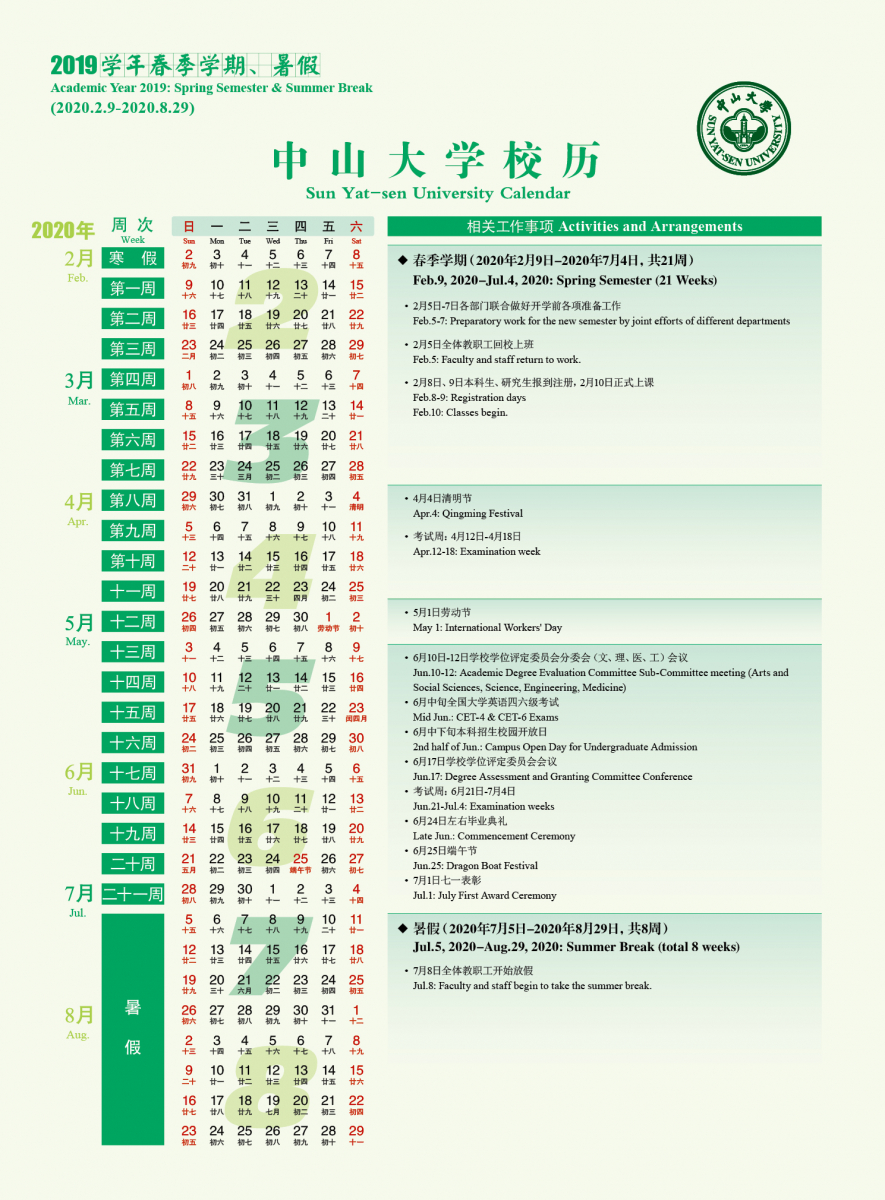 2019学年春季学期、暑假
Academic Year 2019: Spring Semester & Summer Break
(2020.2.9-2020.8.29)
中山大学
SUN YAT-SEN UNIVERSITY
中山大学校历
Sun Yat-sen University Calendar
2020年 周次 日 一 二 三 四 五 六 相关工作事项 Activities and Arrangements
Week Sun Mon Tue Wed Thu Fri Sat
2月 寒 假 2 3 4 5 6 7 8
Feb. 初九 初十 十一 十二 十三 十四 十五
第一周 9 10 11 12 13 14 15
十六 十七 十八 十九 二十 廿一 廿二
第二周 16 17 18 19 20 21 22
廿三 廿四 廿五 廿六 廿七 廿八 廿九
第三周 23 24 25 26 27 28 29
二月 初二 初三 初四 初五 初六 初七
3月 第四周 1 2 3 4 5 6 7
Mar. 初八 初九 初十 十一 十二 十三 十四
第五周 8 9 10 11 12 13 14
十五 十六 十七 十八 十九 二十 廿一
第六周 15 16 17 18 19 20 21
廿二 廿三 廿四 廿五 廿六 廿七 廿八
第七周 22 23 24 25 26 27 28
廿九 三十 三月 初二 初三 初四 初五
4月 第八周 29 30 31 1 2 3 4
Apr. 初六 初七 初八 初九 初十 十一 清明
第九周 5 6 7 8 9 10 11
十三 十四 十五 十六 十七 十八 十九
第十周 12 13 14 15 16 17 18
二十 廿一 廿二 廿三 廿四 廿五 廿六
十一周 19 20 21 22 23 24 25
廿七 廿八 廿九 三十 四月 初二 初三
5月 十二周 26 27 28 29 30 1 2
May. 初四 初五 初六 初七 初八 劳动节 初十
十三周 3 4 5 6 7 8 9
十一 十二 十三 十四 十五 十六 十七
十四周 10 11 12 13 14 15 16
十八 十九 二十 廿一 廿二 廿三 廿四
十五周 17 18 19 20 21 22 23
廿五 廿六 廿七 廿八 廿九 三十 闰四月
十六周 24 25 26 27 28 29 30
初二 初三 初四 初五 初六 初七 初八
6月 十七周 31 1 2 3 4 5 6
Jun. 初九 初十 十一 十二 十三 十四 十五
十八周 7 8 9 10 11 12 13
十六 十七 十八 十九 二十 廿一 廿二
十九周 14 15 16 17 18 19 20
廿三 廿四 廿五 廿六 廿七 廿八 廿九
二十周 21 22 23 24 25 26 27
五月 初二 初三 初四 端午节 初六 初七
7月 二十一周 28 29 30 1 2 3 4
Jul. 初八 初九 初十 十一 十二 十三 十四
5 6 7 8 9 10 11
十五 十六 十七 十八 十九 二十 廿一
12 13 14 15 16 17 18
廿二 廿三 廿四 廿五 廿六 廿七 廿八
19 20 21 22 23 24 25
廿九 三十 六月 初二 初三 初四 初五
8月 暑 26 27 28 29 30 31 1
Aug. 初六 初七 初八 初九 初十 十一 十二
假 2 3 4 5 6 7 8
十三 十四 十五 十六 十七 十八 十九
9 10 11 12 13 14 15
二十 廿一 廿二 廿三 廿四 廿五 廿六
16 17 18 19 20 21 22
廿七 廿八 廿九 七月 初二 初三 初四
23 24 25 26 27 28 29
初五 初六 初七 初八 初九 初十 十一
2
3
4
5
6
7
8
◆ 春季学期（2020年2月9日-2020年7月4日，共21周）
Feb.9, 2020-Jul.4, 2020: Spring Semester (21 Weeks)
• 2月5日-7日各部门联合做好开学前各项准备工作
Feb.5-7: Preparatory work for the new semester by joint efforts of different departments
• 2月5日全体教职工回校上班
Feb.5: Faculty and staff return to work.
• 2月8日、9日本科生、研究生报到注册，2月10日正式上课
Feb.8-9: Registration days
Feb.10: Classes begin.
• 4月4日清明节
Apr.4: Qingming Festival
• 考试周：4月12日-4月18日
Apr.12-18: Examination week
• 5月1日劳动节
May 1: International Workers' Day
• 6月10日-12日学校学位评定委员会分委会（文、理、医、工）会议
Jun.10-12: Academic Degree Evaluation Committee Sub-Committee meeting (Arts and
Social Sciences, Science, Engineering, Medicine)
• 6月中旬全国大学英语四六级考试
Mid Jun.: CET-4 & CET-6 Exams
• 6月中下旬本科招生校园开放日
2nd half of Jun.: Campus Open Day for Undergraduate Admission
• 6月17日学校学位评定委员会会议
Jun.17: Degree Assessment and Granting Committee Conference
• 考试周：6月21日-7月4日
Jun.21-Jul.4: Examination weeks
• 6月24日左右毕业典礼
Late Jun.: Commencement Ceremony
• 6月25日端午节
Jun.25: Dragon Boat Festival
• 7月1日七一表彰
Jul.1: July First Award Ceremony
◆ 暑假（2020年7月5日-2020年8月29日，共8周）
Jul.5, 2020-Aug.29, 2020: Summer Break (total 8 weeks)
• 7月8日全体教职工开始放假
Jul.8: Faculty and staff begin to take the summer break.